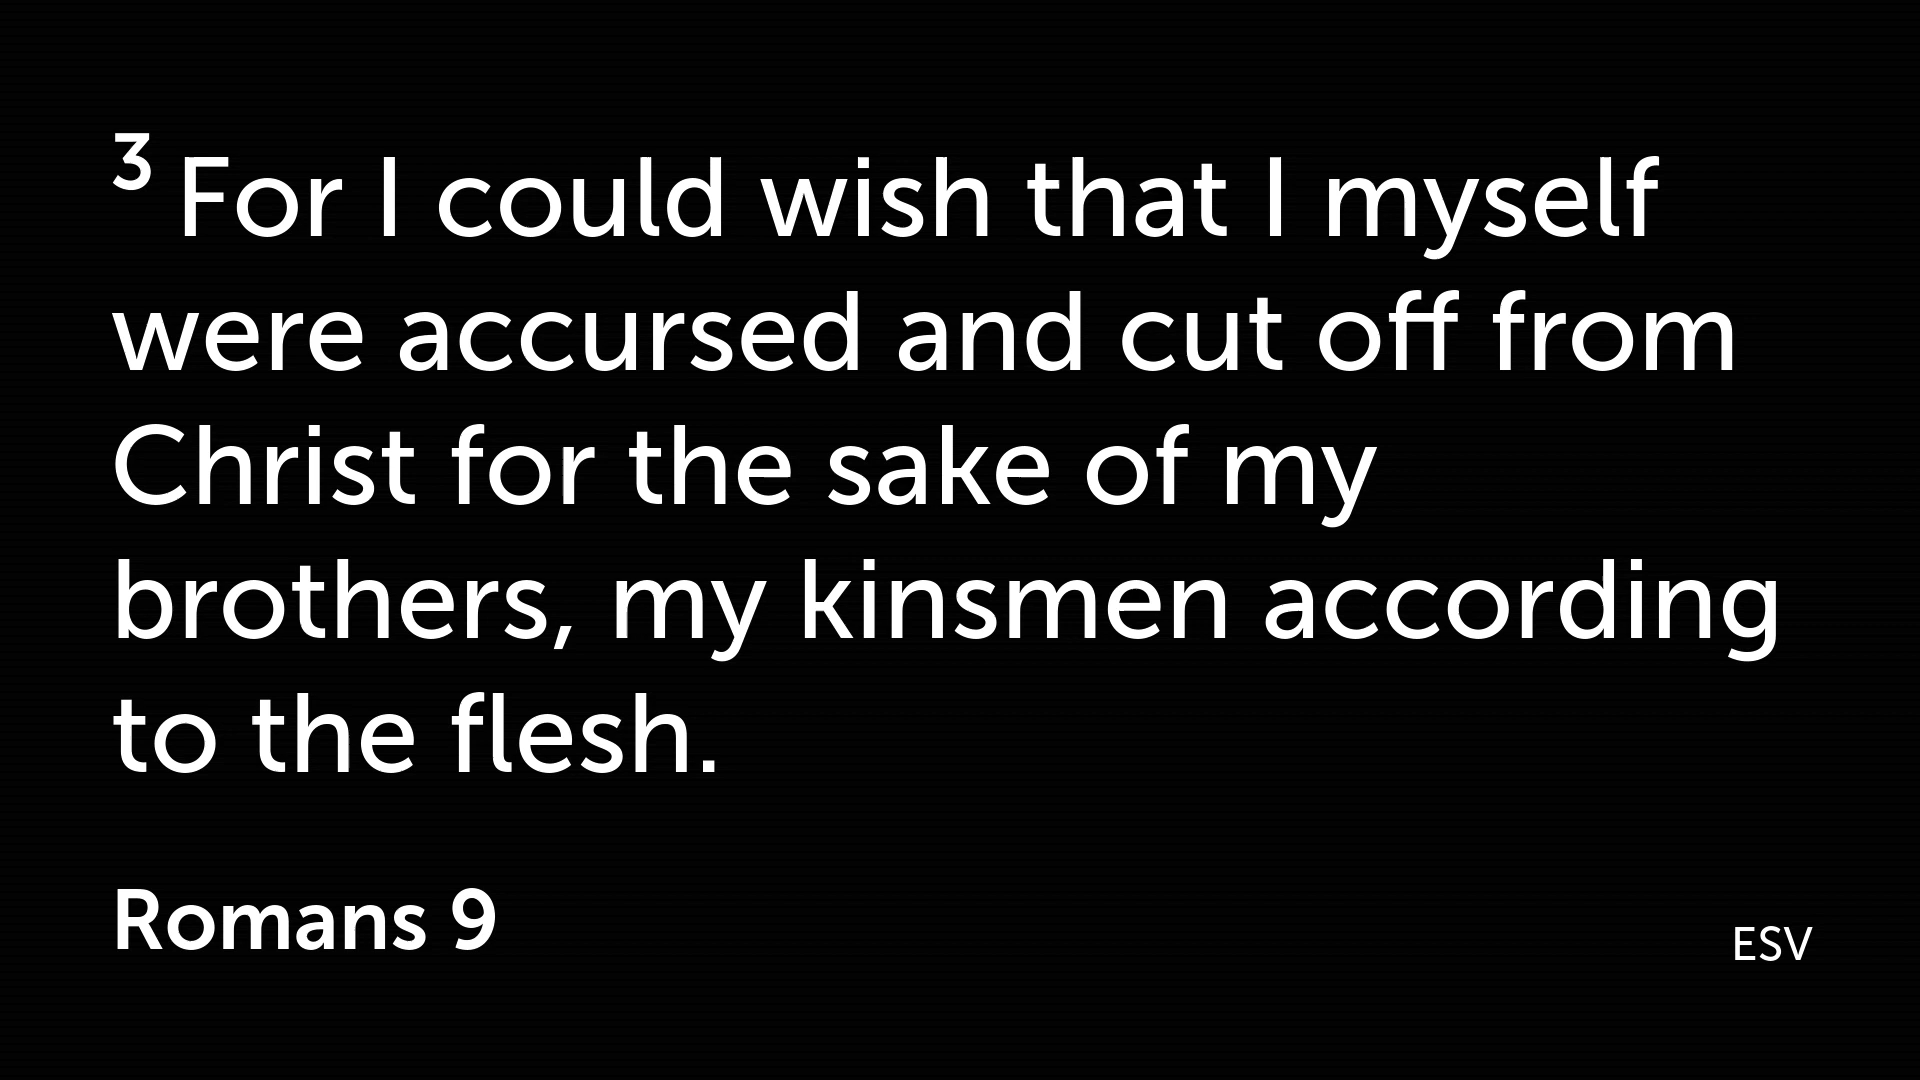 3 For I could wish that I myself
were accursed and cut off from
Christ for the sake of my
brothers, my kinsmen according
to the flesh.
Romans 9
ESV